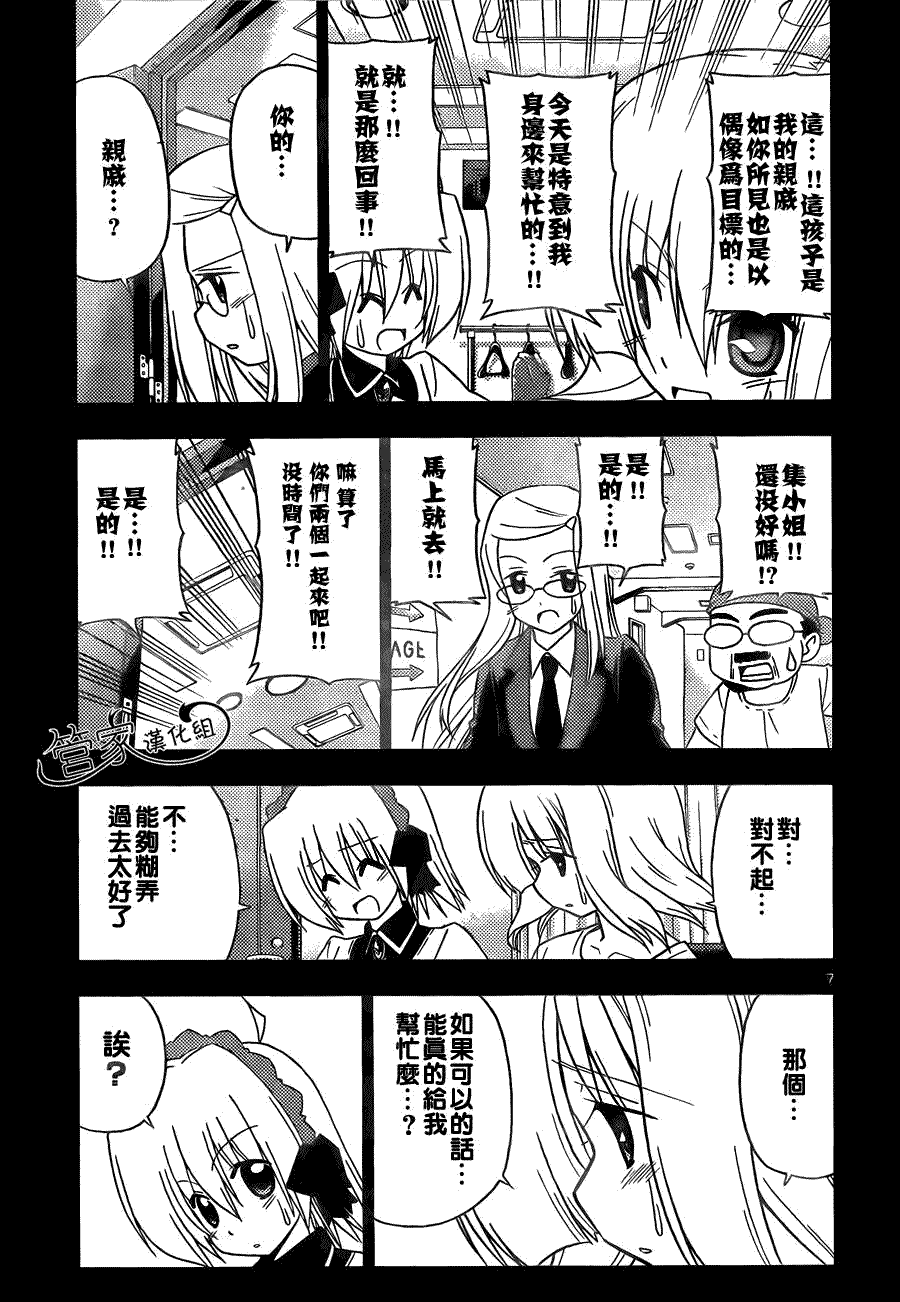 這…!!這孩子是
我的親戚
如你所見也是以
偶像爲目標的…
今天是特意到我
身邊來幫忙的…!!
就…!!
就是那麼回事!!
你的…
親戚…?
集小姐!!
還没好嗎!?
是!!
是的…!!
馬上就去!!
AGE
嘛算了
你們兩個一起來吧!!
没時間了!!
是…!!
是的!!
管家漢化組
對…
對不起…
不…
能夠糊弄
過去太好了
7
那個…
如果可以的話…
能眞的給我
幫忙麼…?
誒?